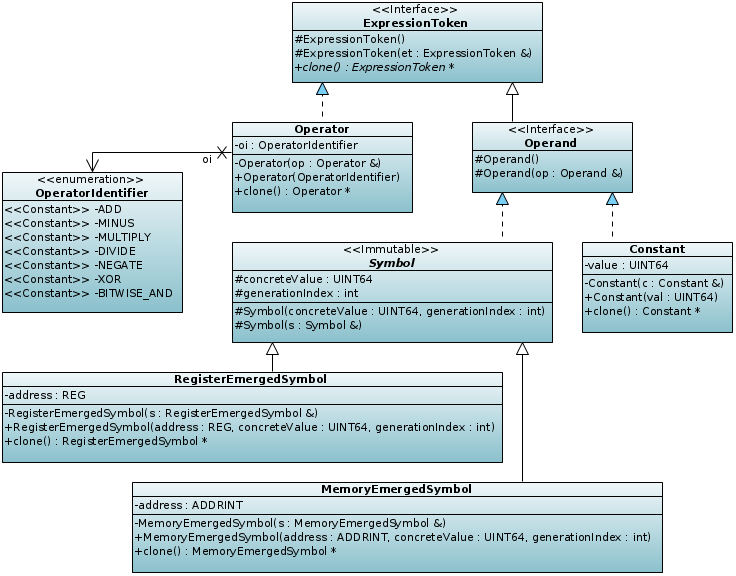 <<Interface>>
ExpressionToken
#ExpressionToken()
#ExpressionToken(et : ExpressionToken &)
+clone() : ExpressionToken *
Operator
-oi : OperatorIdentifier
-Operator(op : Operator &)
+Operator(OperatorIdentifier)
+clone() : Operator *
<<Interface>>
Operand
#Operand()
#Operand(op : Operand &)
oi
<<enumeration>>
OperatorIdentifier
<<Constant>> -ADD
<<Constant>> -MINUS
<<Constant>> -MULTIPLY
<<Constant>> -DIVIDE
<<Constant>> -NEGATE
<<Constant>> -XOR
<<Constant>> -BITWISE_AND
<<Immutable>>
Symbol
#concreteValue : UINT64
#generationIndex : int
#Symbol(concreteValue : UINT64, generationIndex : int)
#Symbol(s : Symbol &)
Constant
-value : UINT64
-Constant(c : Constant &)
+Constant(val : UINT64)
+clone() : Constant *
RegisterEmergedSymbol
-address : REG
-RegisterEmergedSymbol(s : RegisterEmergedSymbol &)
+RegisterEmergedSymbol(address : REG, concreteValue : UINT64, generationIndex : int)
+clone() : RegisterEmergedSymbol *
MemoryEmergedSymbol
-address : ADDRINT
-MemoryEmergedSymbol(s : MemoryEmergedSymbol &)
+MemoryEmergedSymbol(address : ADDRINT, concreteValue : UINT64, generationIndex : int)
+clone() : MemoryEmergedSymbol *